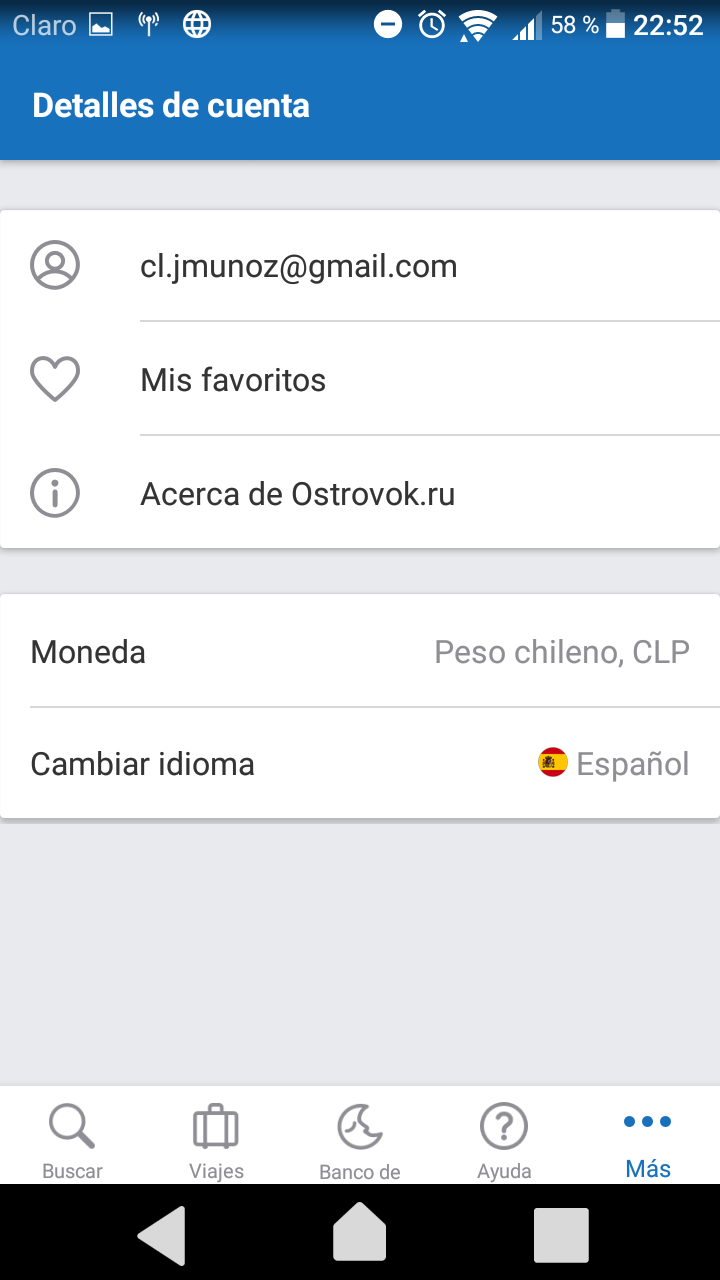 Claro 58 % 22:52
Detalles de cuenta
cl.jmunoz@gmail.com
Mis favoritos
Acerca de Ostrovok.ru
Moneda Peso chileno, CLP
Cambiar idioma Español
Buscar Viajes Banco de Ayuda Más